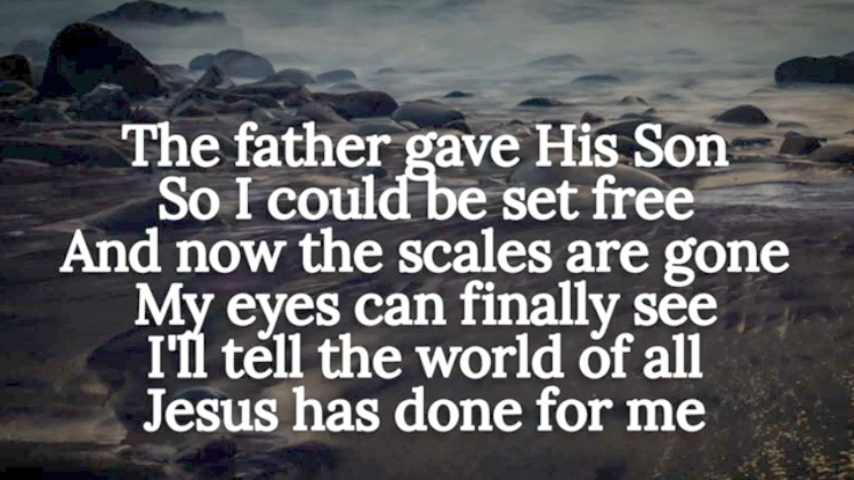 The father gave His Son
So I could be set free
And now the scales are gone
My eyes can finally see
I'll tell the world of all
Jesus has done for me